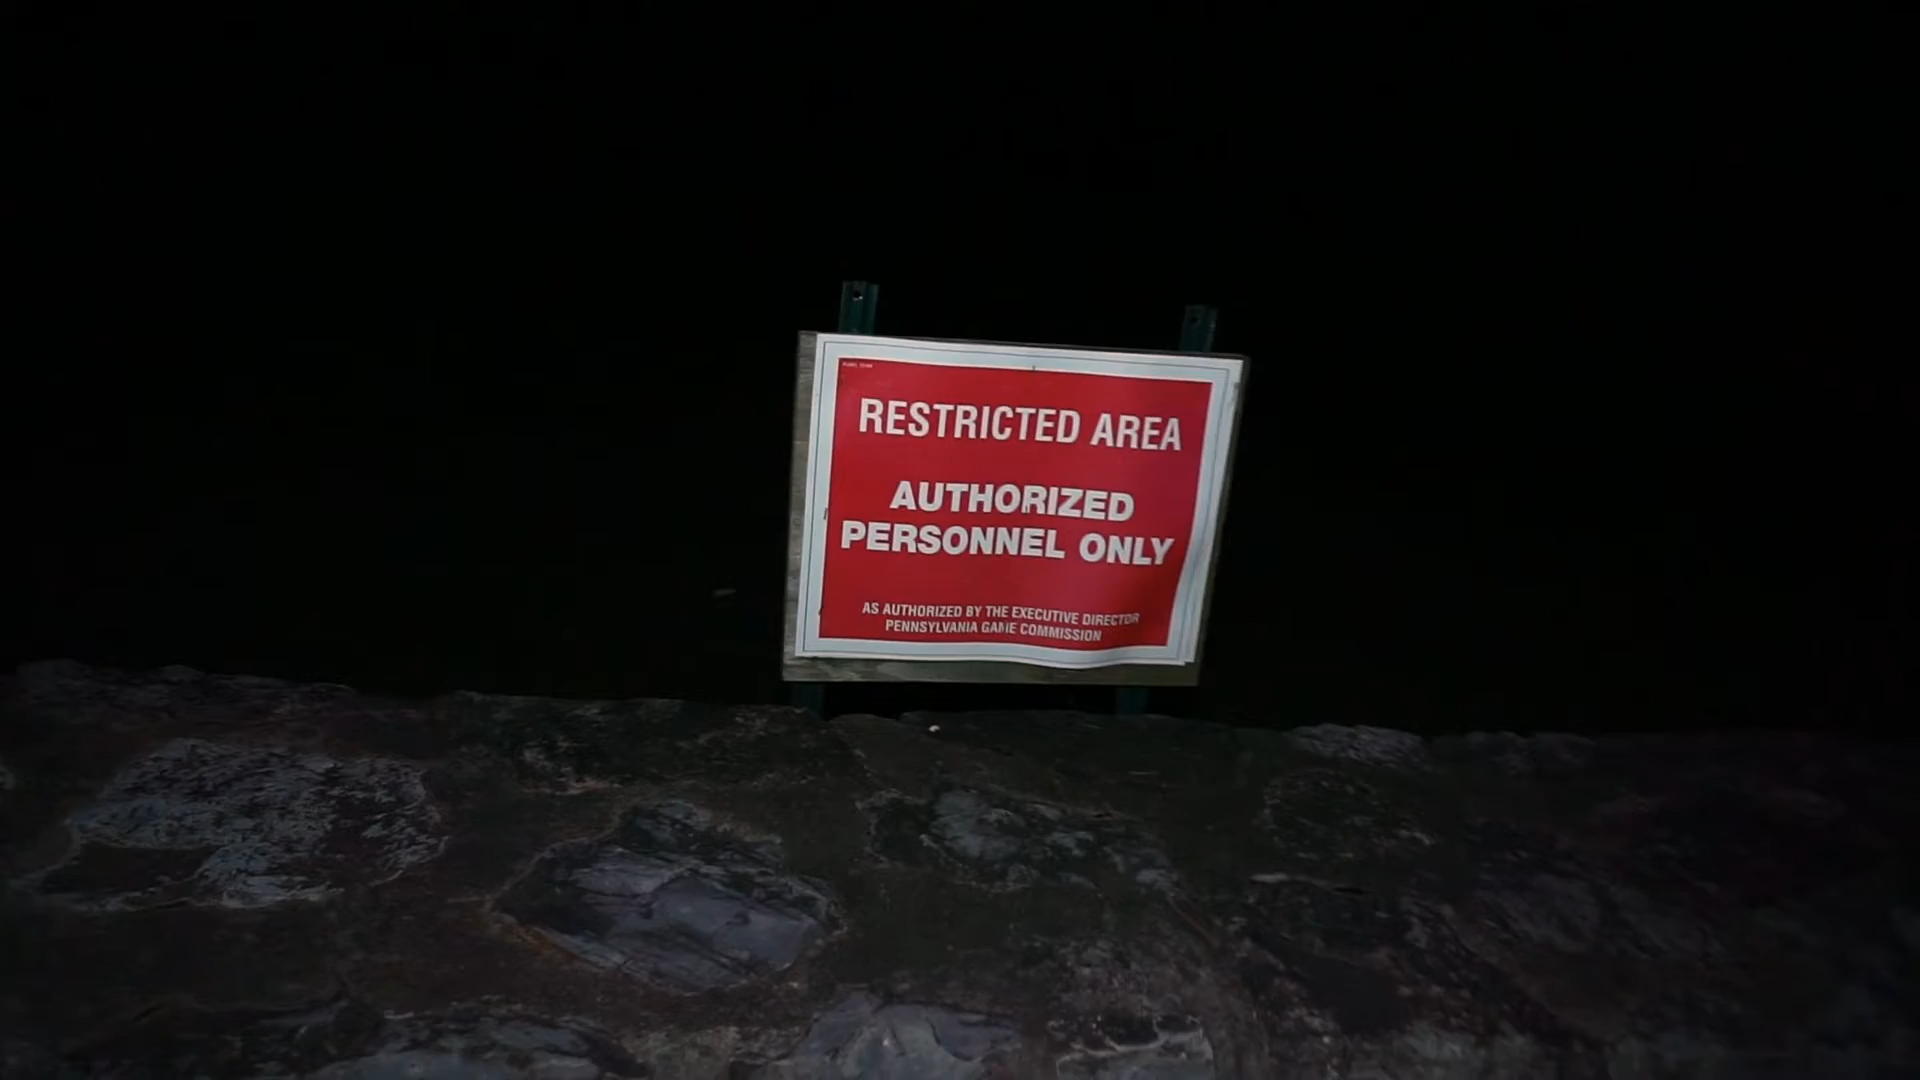 RESTRICTED AREA
AUTHORIZED
PERSONNEL ONLY
AS AUTHORIZED BY THE EXECUTIVE DIRECTOR
PENNSYLVANIA GAME COMMISSION